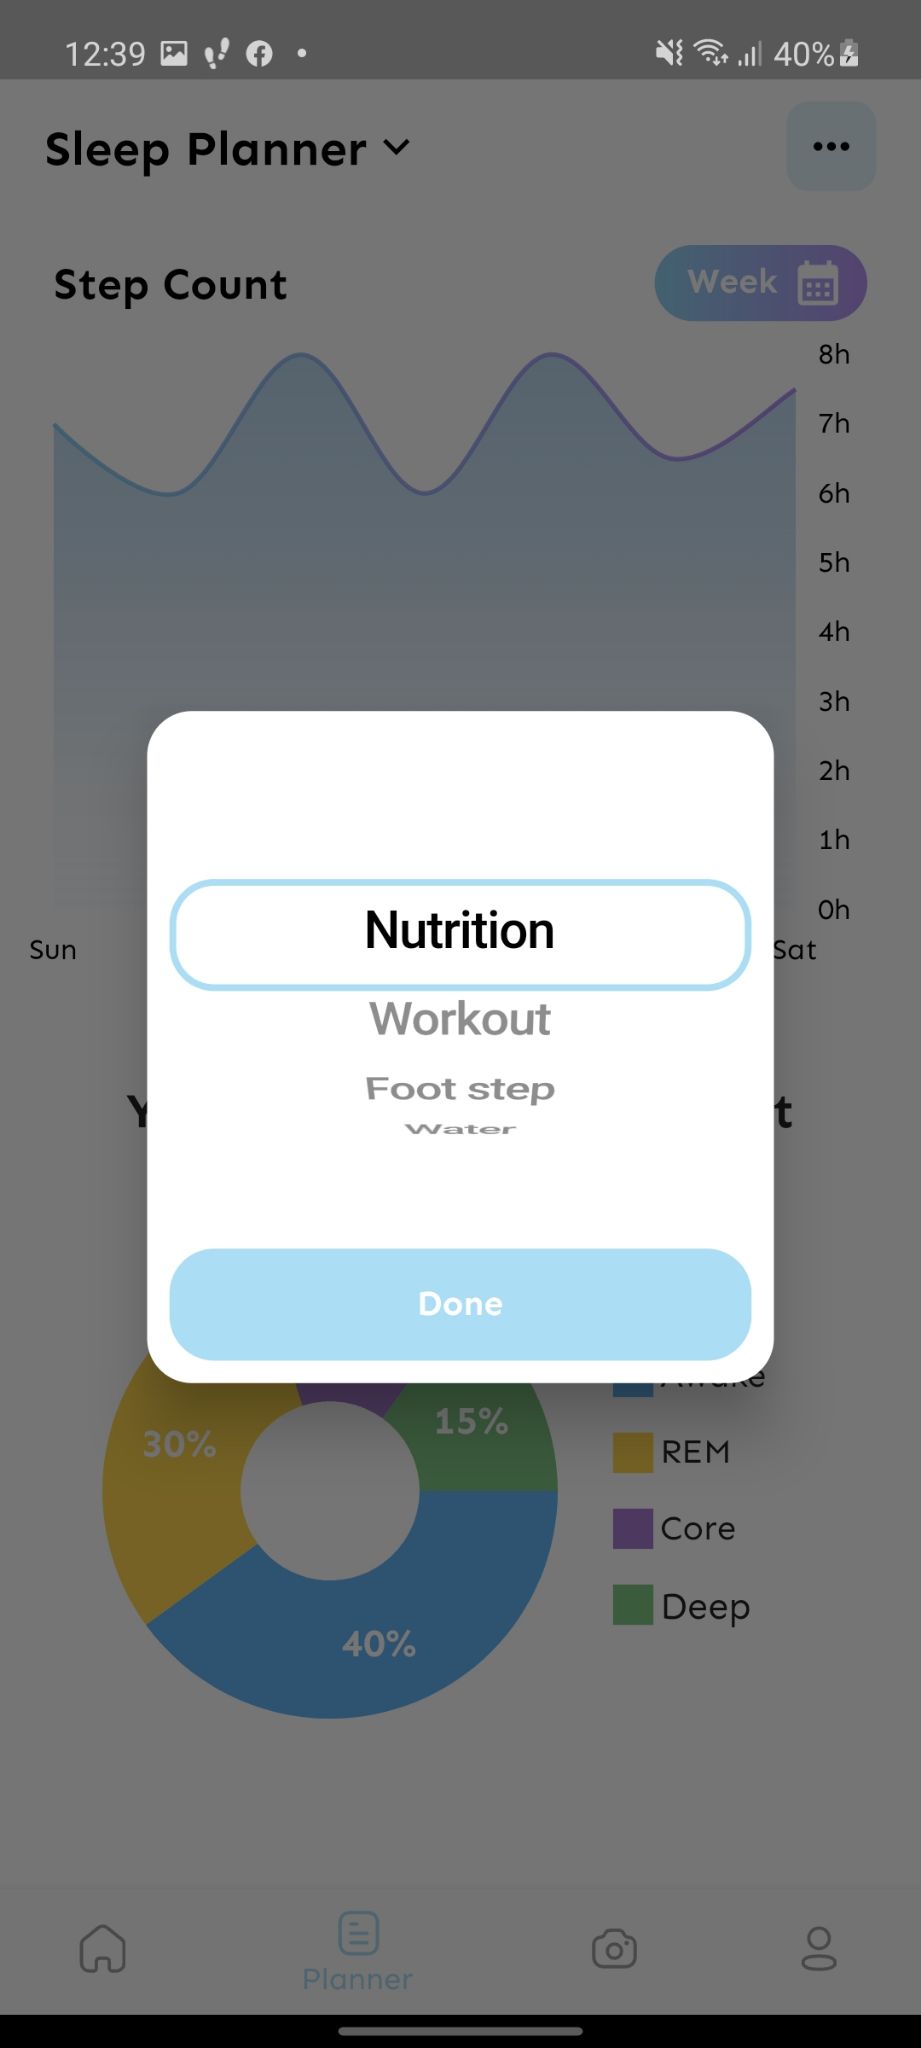 12:39 40%
Sleep Planner
Step Count Week
8h
7h
6h
5h
4h
3h
2h
1h
0h
Sun Sat
Nutrition
Workout
Foot step
Water
Done
Awake
30% 15%
REM
Core
Deep
40%
Planner